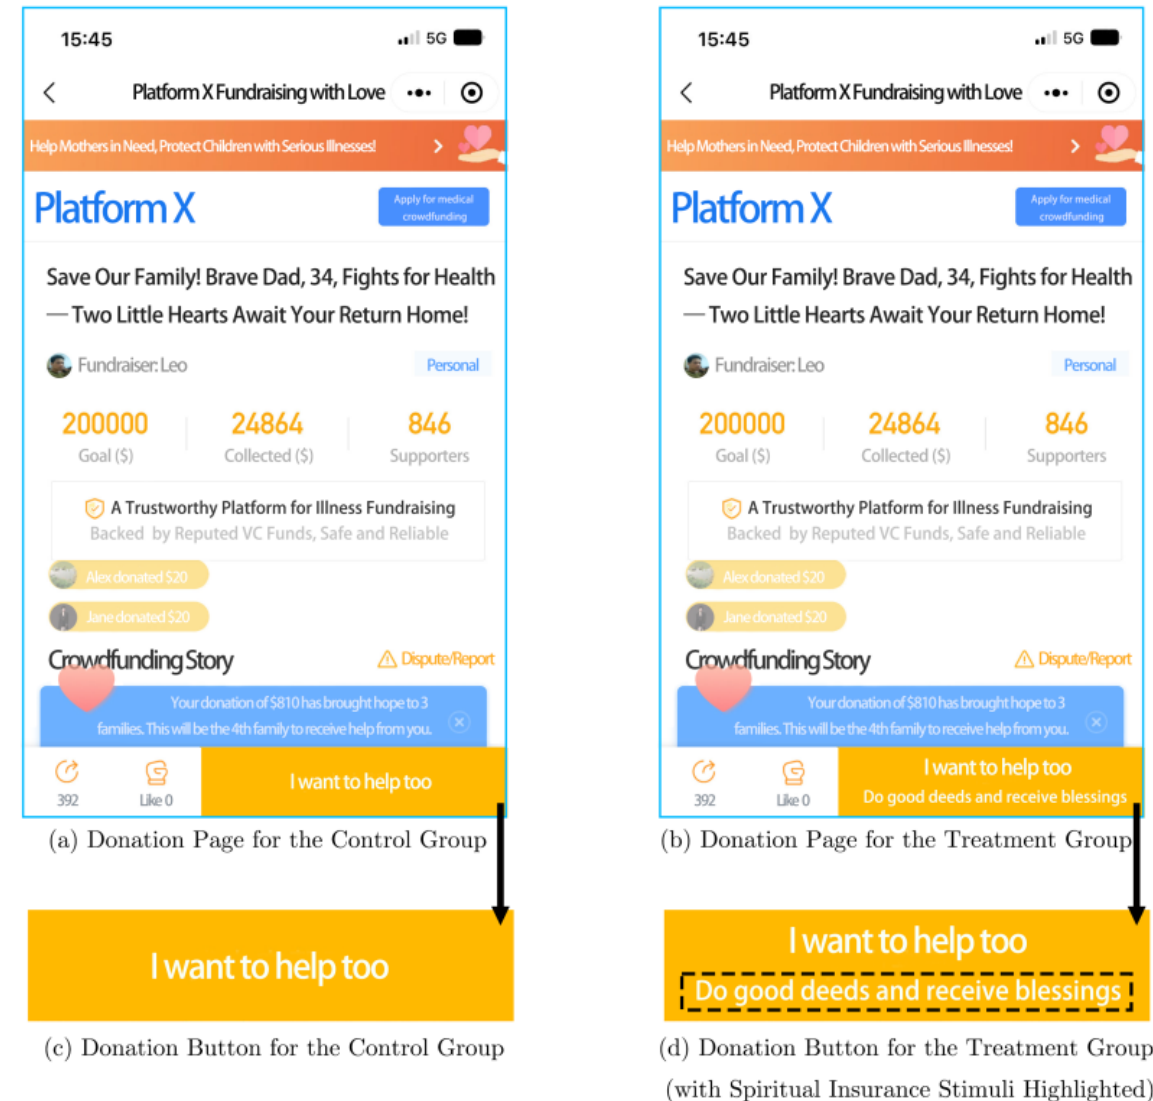 15:45
5G
Platform X Fundraising with Love
Help Mothers in Need, Protect Children with Serious Illnesses!
Platform X
Apply for medical
crowdfunding
Save Our Family! Brave Dad, 34, Fights for Health
— Two Little Hearts Await Your Return Home!
Fundraiser: Leo
Personal
200000
24864
846
Goal ($)
Collected ($)
Supporters
A Trustworthy Platform for Illness Fundraising
Backed by Reputed VC Funds, Safe and Reliable
Alex donated $20
Jane donated $20
Crowdfunding Story
Dispute/Report
Your donation of $810 has brought hope to 3
families. This will be the 4th family to receive help from you.
392
Like 0
I want to help too
(a) Donation Page for the Control Group
I want to help too
(c) Donation Button for the Control Group
15:45
5G
Platform X Fundraising with Love
Help Mothers in Need, Protect Children with Serious Illnesses!
Platform X
Apply for medical
crowdfunding
Save Our Family! Brave Dad, 34, Fights for Health
— Two Little Hearts Await Your Return Home!
Fundraiser: Leo
Personal
200000
24864
846
Goal ($)
Collected ($)
Supporters
A Trustworthy Platform for Illness Fundraising
Backed by Reputed VC Funds, Safe and Reliable
Alex donated $20
Jane donated $20
Crowdfunding Story
Dispute/Report
Your donation of $810 has brought hope to 3
families. This will be the 4th family to receive help from you.
392
Like 0
I want to help too
Do good deeds and receive blessings
(b) Donation Page for the Treatment Group
I want to help too
Do good deeds and receive blessings
(d) Donation Button for the Treatment Group
(with Spiritual Insurance Stimuli Highlighted)